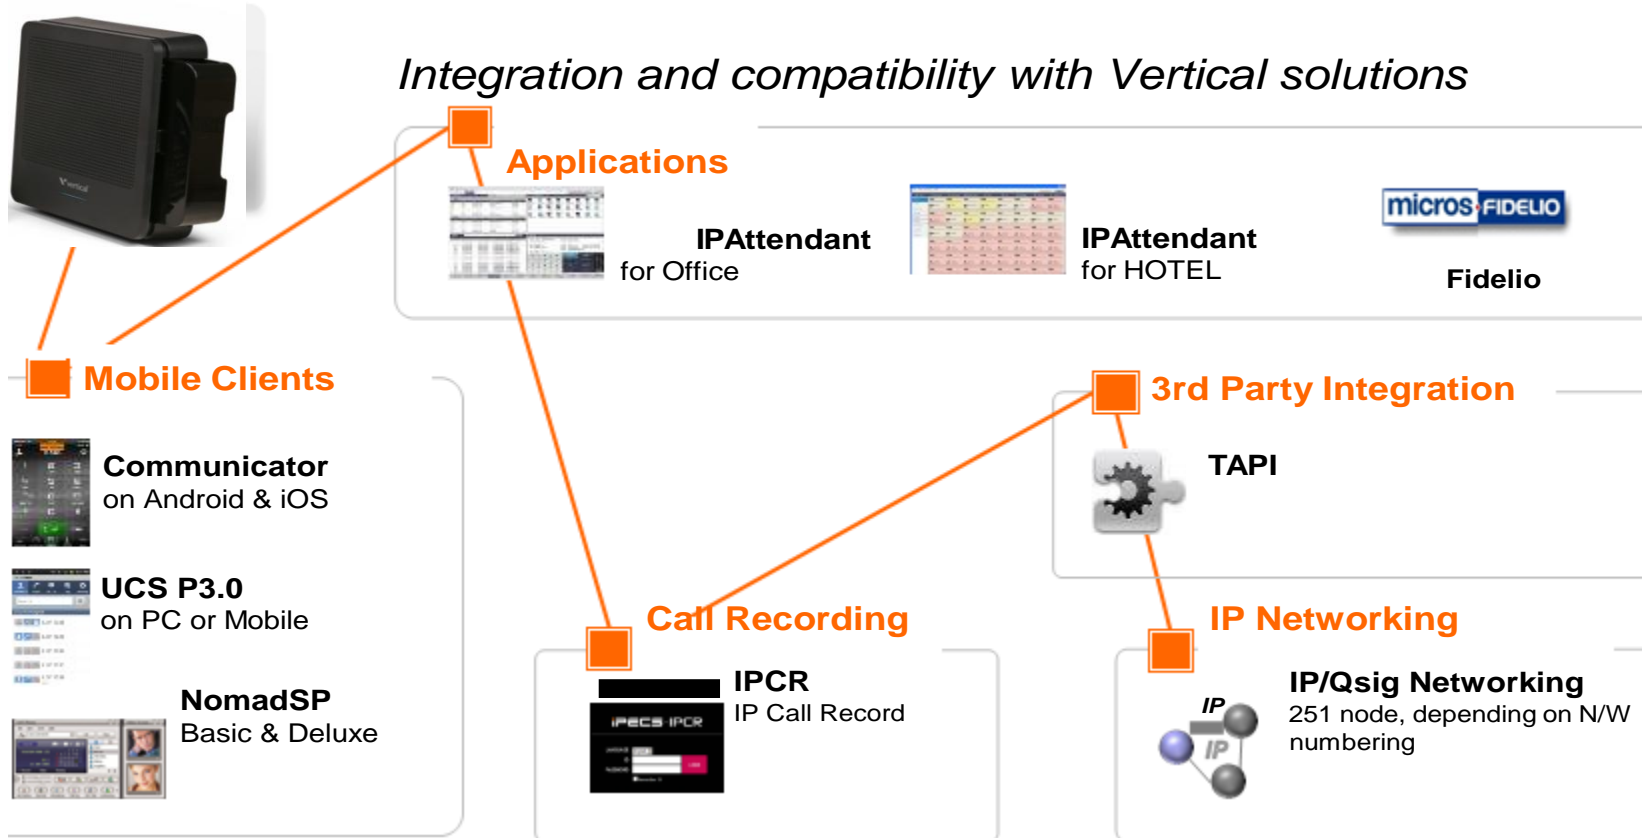 Integration and compatibility with Vertical solutions
vertical
Applications
IPAttendant
for Office
IPAttendant
for HOTEL
micros FIDELIO
Fidelio
Mobile Clients
Communicator
on Android & iOS
UCS P3.0
on PC or Mobile
NomadSP
Basic & Deluxe
Call Recording
IPCR
IP Call Record
iPECS-IPCR
3rd Party Integration
TAPI
IP Networking
IP/Qsig Networking
251 node, depending on N/W
numbering
IP
IP